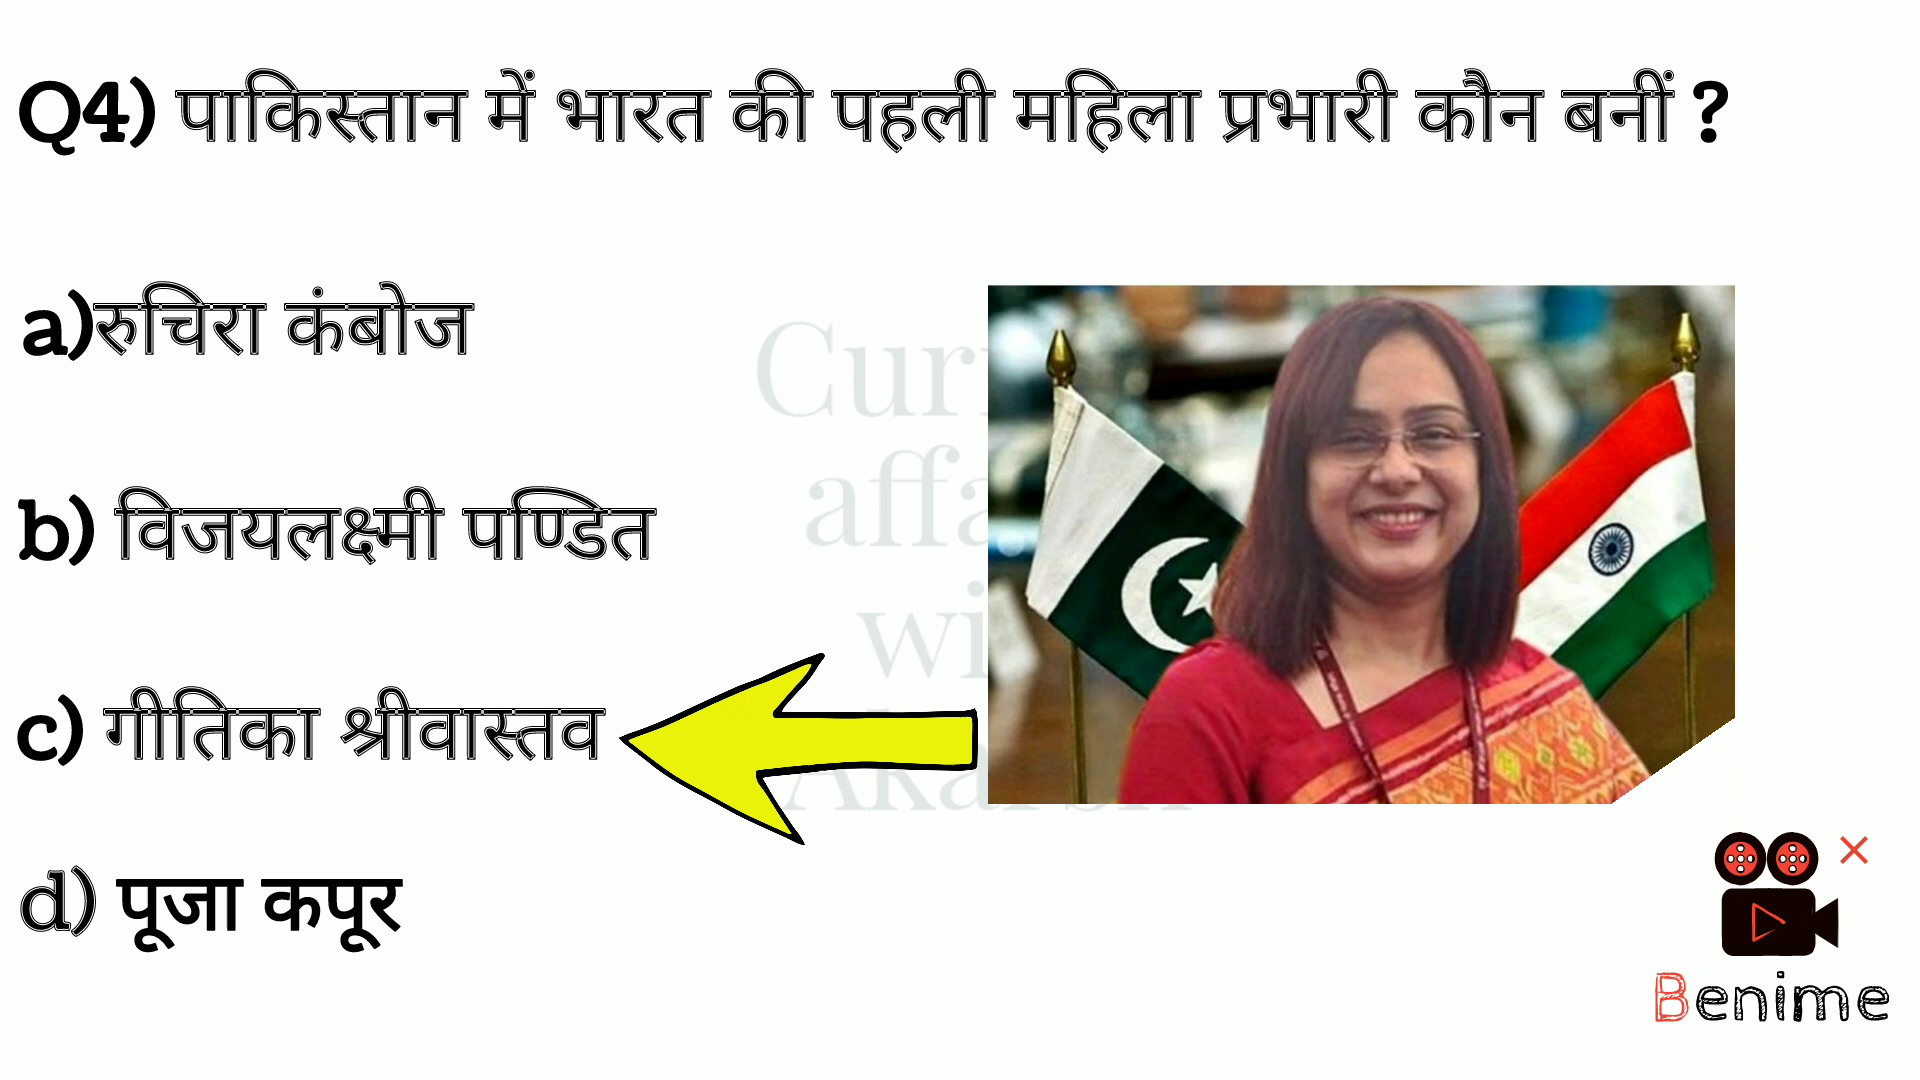 Q4) पाकिस्तान में भारत की पहली महिला प्रभारी कौन बनीं ?
a)रुचिरा कंबोज
b) विजयलक्ष्मी पण्डित
c) गीतिका श्रीवास्तव
d) पूजा कपूर
Benime